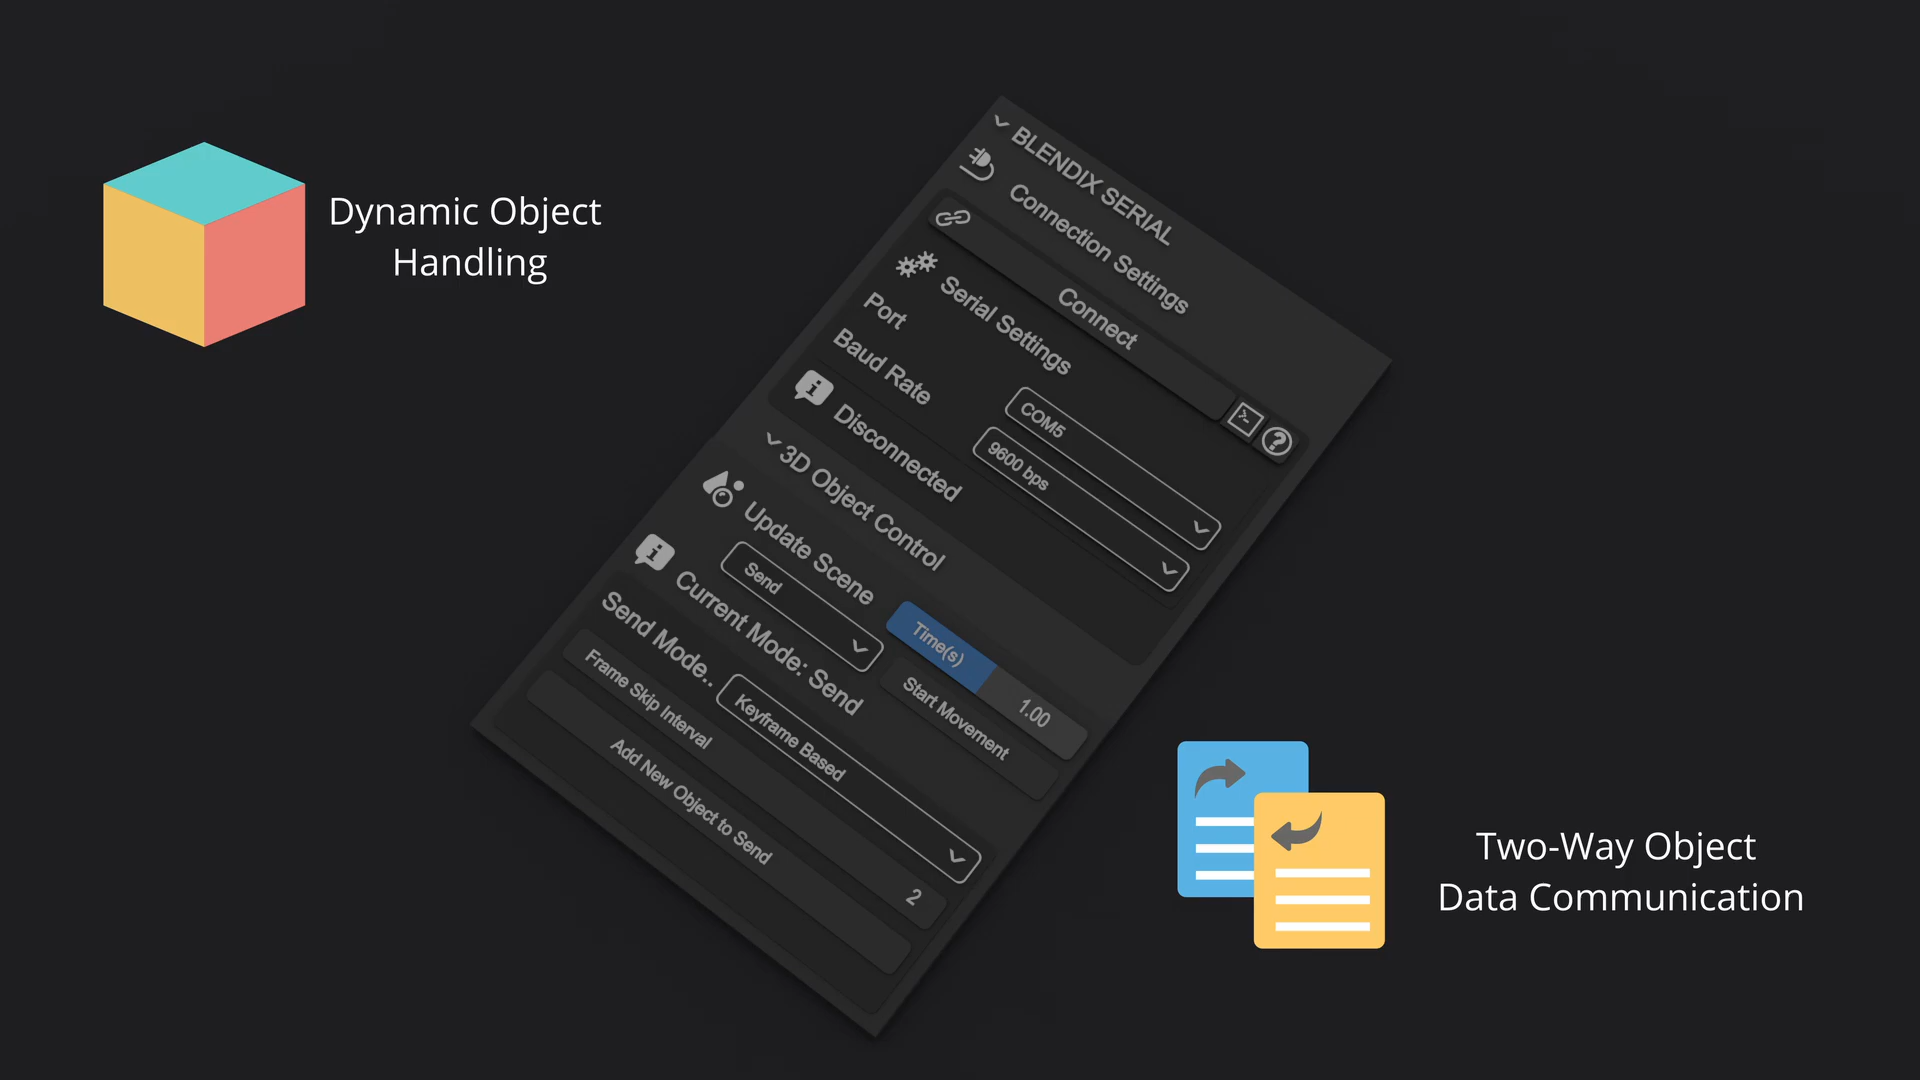 Dynamic Object
Handling
BLENDIX SERIAL
Connection Settings
Connect
Serial Settings
Port
COM5
Baud Rate
9600 bps
Disconnected
3D Object Control
Update Scene
Send
Time(s)
1.00
Start Movement
Current Mode: Send
Send Mode..
Keyframe Based
Frame Skip Interval
2
Add New Object to Send
Two-Way Object
Data Communication